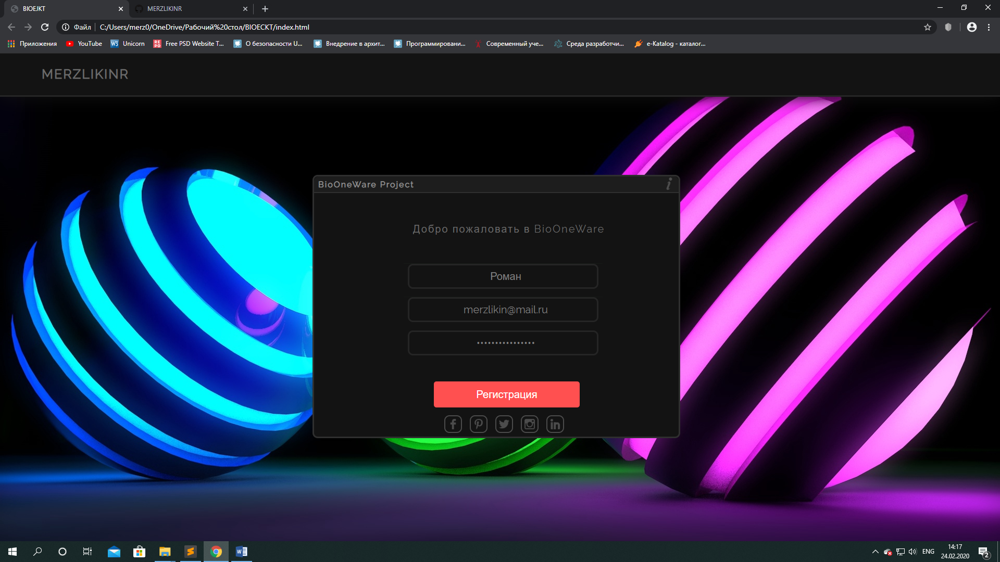 BIOEJKT
MERZLIKINR
Файл
C:/Users/merz0/OneDrive/Рабочий%20стол/BIOECKT/index.html
Приложения
YouTube
Unicorn
Free PSD Website T...
О безопасности U...
Внедрение в архит...
Программировани...
Современный уче...
Среда разработчи...
e-Katalog - каталог...
MERZLIKINR
BioOneWare Project
i
Добро пожаловать в BioOneWare
Роман
merzlikin@mail.ru
••••••••••••••••
Регистрация
ENG
14:17
24.02.2020
2